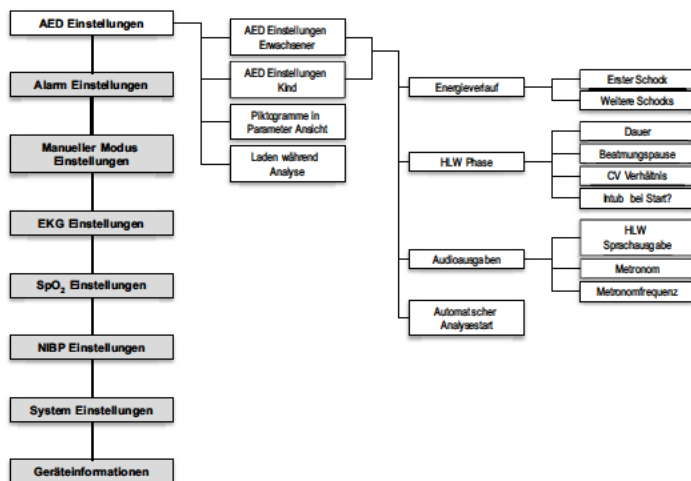 AED Einstellungen
Alarm Einstellungen
Manueller Modus
Einstellungen
EKG Einstellungen
SpO₂ Einstellungen
NIBP Einstellungen
System Einstellungen
Geräteinformationen
AED Einstellungen
Erwachsener
AED Einstellungen
Kind
Piktogramme in
Parameter Ansicht
Laden während
Analyse
Energieverlauf
HLW Phase
Audioausgaben
Automatscher
Analysestart
Erster Schock
Weitere Schocks
Dauer
Beatmungspause
CV Verhältnis
Intub bei Start?
HLW
Sprachausgabe
Metronom
Metronomfrequenz